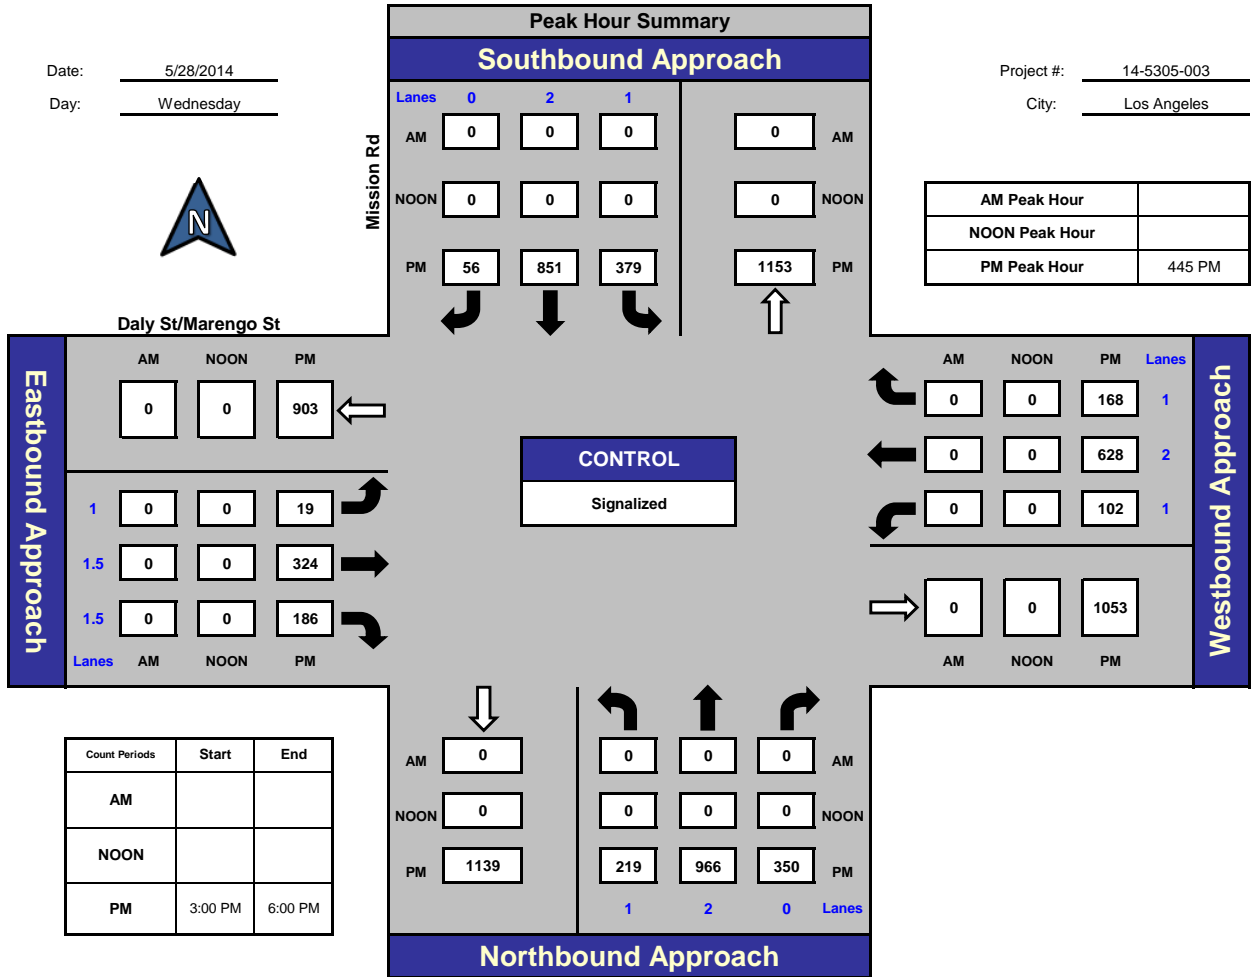 Peak Hour Summary
Southbound Approach
Date: 5/28/2014
Day: Wednesday
Project #: 14-5305-003
City: Los Angeles
N
Mission Rd
Lanes 0 2 1
AM 0 0 0 0 AM
NOON 0 0 0 0 NOON
PM 56 851 379 1153 PM
AM Peak Hour
NOON Peak Hour
PM Peak Hour 445 PM
Daly St/Marengo St
Eastbound Approach
AM NOON PM
0 0 903
1 0 0 19
1.5 0 0 324
1.5 0 0 186
Lanes AM NOON PM
CONTROL
Signalized
AM NOON PM Lanes
0 0 168 1
0 0 628 2
0 0 102 1
0 0 1053
AM NOON PM
Westbound Approach
Count Periods Start End
AM
NOON
PM 3:00 PM 6:00 PM
AM 0 0 0 0 AM
NOON 0 0 0 0 NOON
PM 1139 219 966 350 PM
1 2 0 Lanes
Northbound Approach